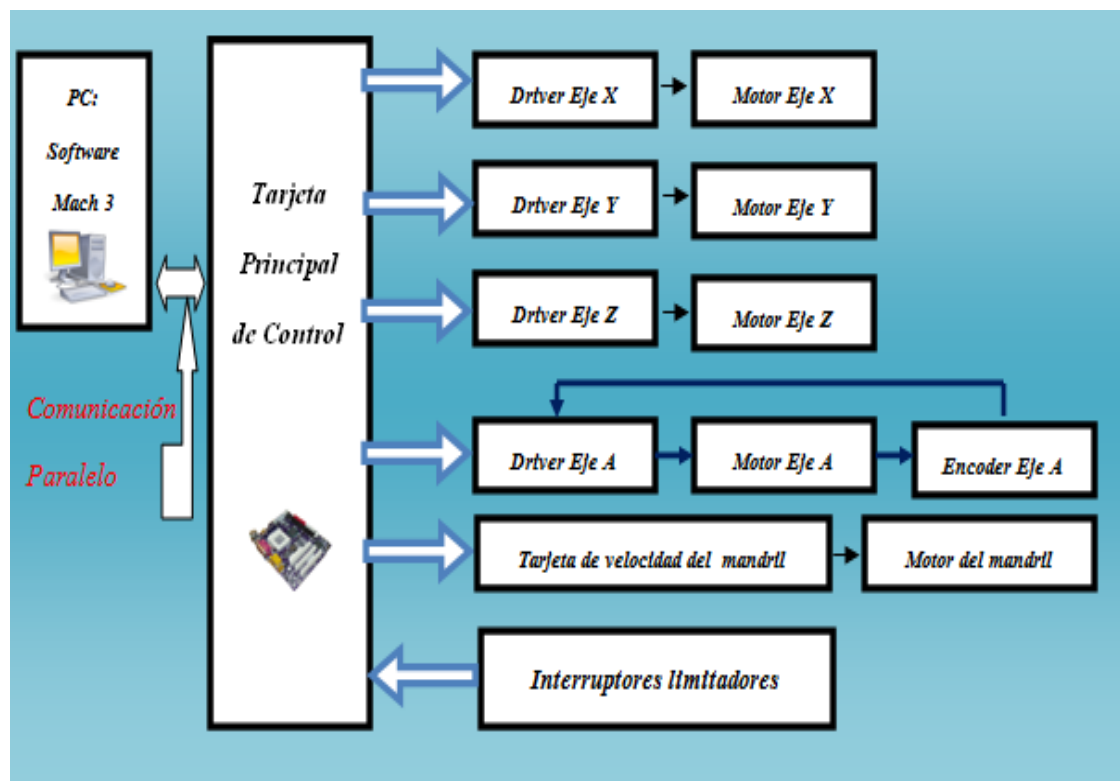 PC:
Software
Mach 3
Comunicación
Paralelo
Tarjeta
Principal
de Control
Driver Eje X
Motor Eje X
Driver Eje Y
Motor Eje Y
Driver Eje Z
Motor Eje Z
Driver Eje A
Motor Eje A
Encoder Eje A
Tarjeta de velocidad del mandril
Motor del mandril
Interruptores limitadores